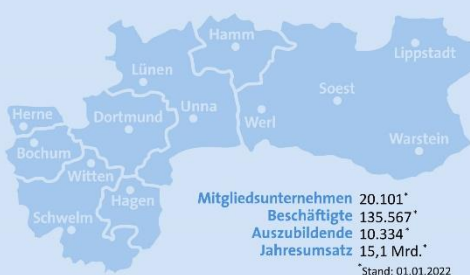 Hamm
Lippstadt
Lünen
Soest
Herne
Dortmund
Unna
Werl
Warstein
Bochum
Witten
Hagen
Schwelm
Mitgliedsunternehmen 20.101*
Beschäftigte 135.567*
Auszubildende 10.334*
Jahresumsatz 15,1 Mrd.*
*Stand: 01.01.2022